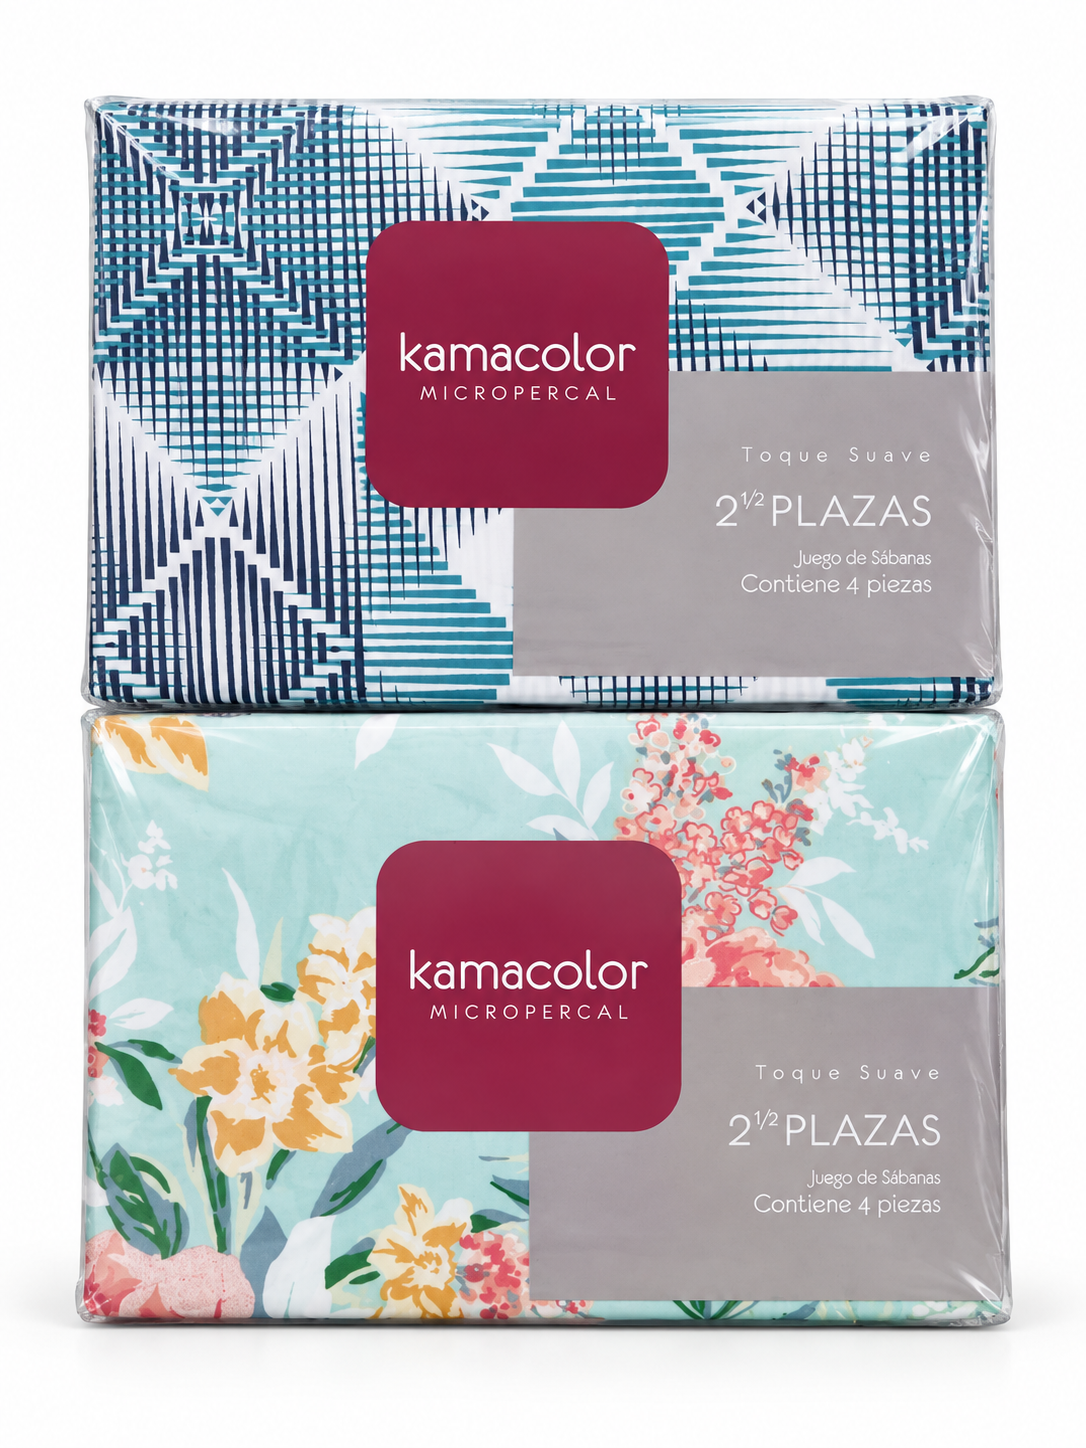 kamacolor
MICROPERCAL
Toque Suave
2 1/2 PLAZAS
Juego de Sábanas
Contiene 4 piezas
kamacolor
MICROPERCAL
Toque Suave
2 1/2 PLAZAS
Juego de Sábanas
Contiene 4 piezas